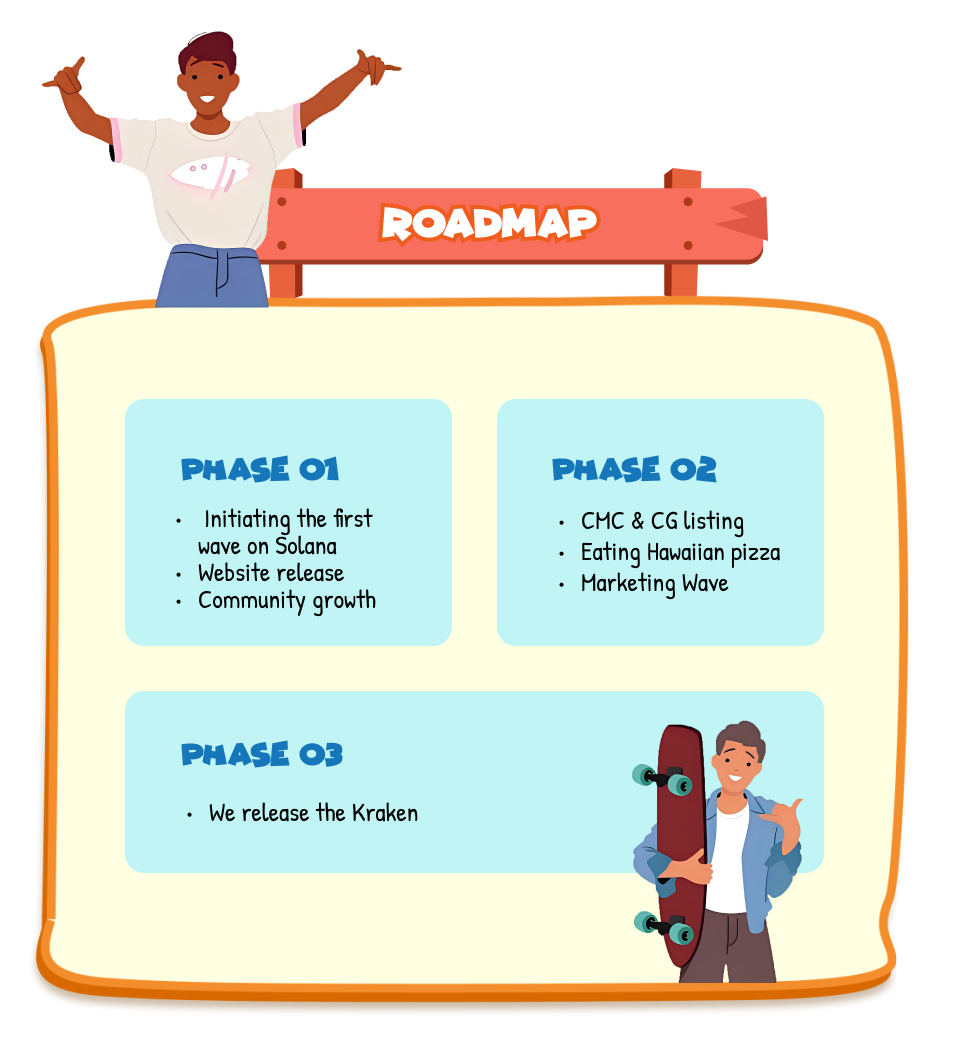 ROADMAP
PHASE 01
• Initiating the first
wave on Solana
• Website release
• Community growth
PHASE 02
• CMC & CG listing
• Eating Hawaiian pizza
• Marketing Wave
PHASE 03
• We release the Kraken